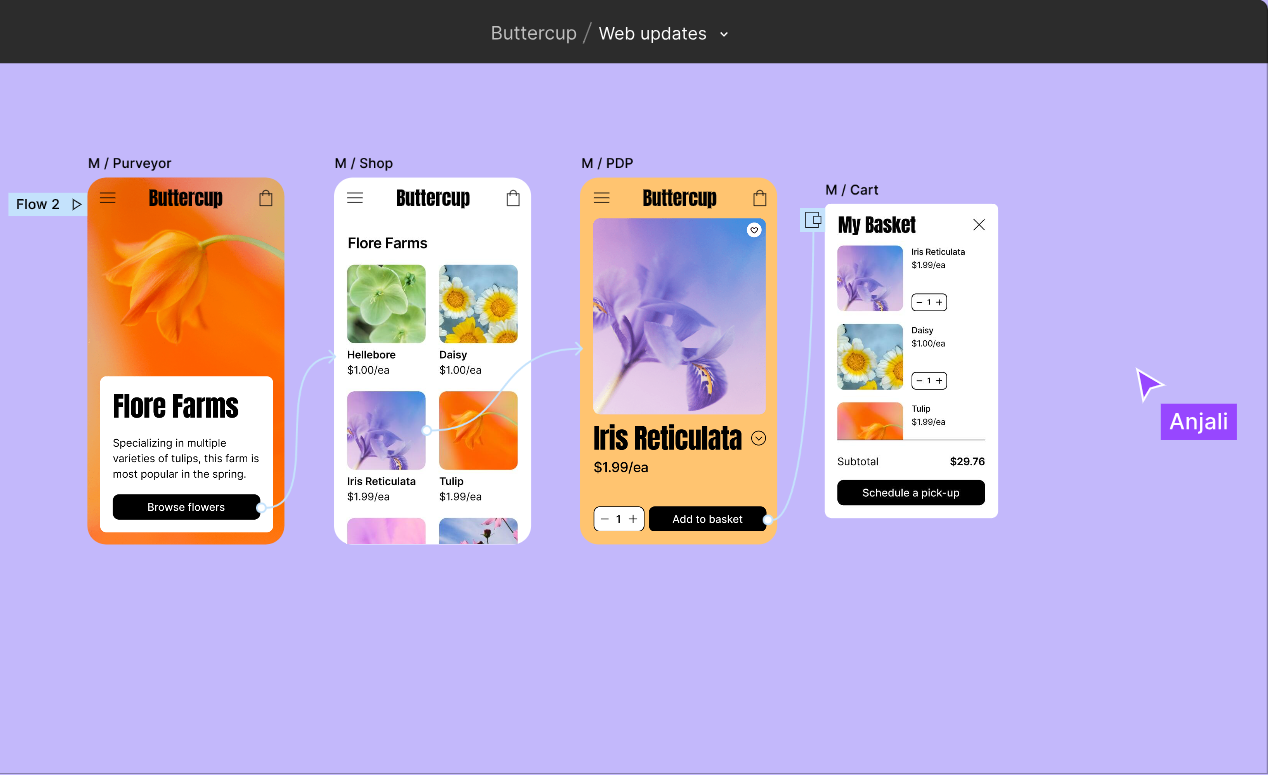 Buttercup / Web updates
M / Purveyor
Flow 2
Buttercup
Flore Farms
Specializing in multiple
varieties of tulips, this farm is
most popular in the spring.
Browse flowers
M / Shop
Buttercup
Flore Farms
Hellebore
$1.00/ea
Daisy
$1.00/ea
Iris Reticulata
$1.99/ea
Tulip
$1.99/ea
M / PDP
Buttercup
Iris Reticulata
$1.99/ea
− 1 +
Add to basket
M / Cart
My Basket
Iris Reticulata
$1.99/ea
− 1 +
Daisy
$1.00/ea
− 1 +
Tulip
$1.99/ea
Subtotal $29.76
Schedule a pick-up
Anjali